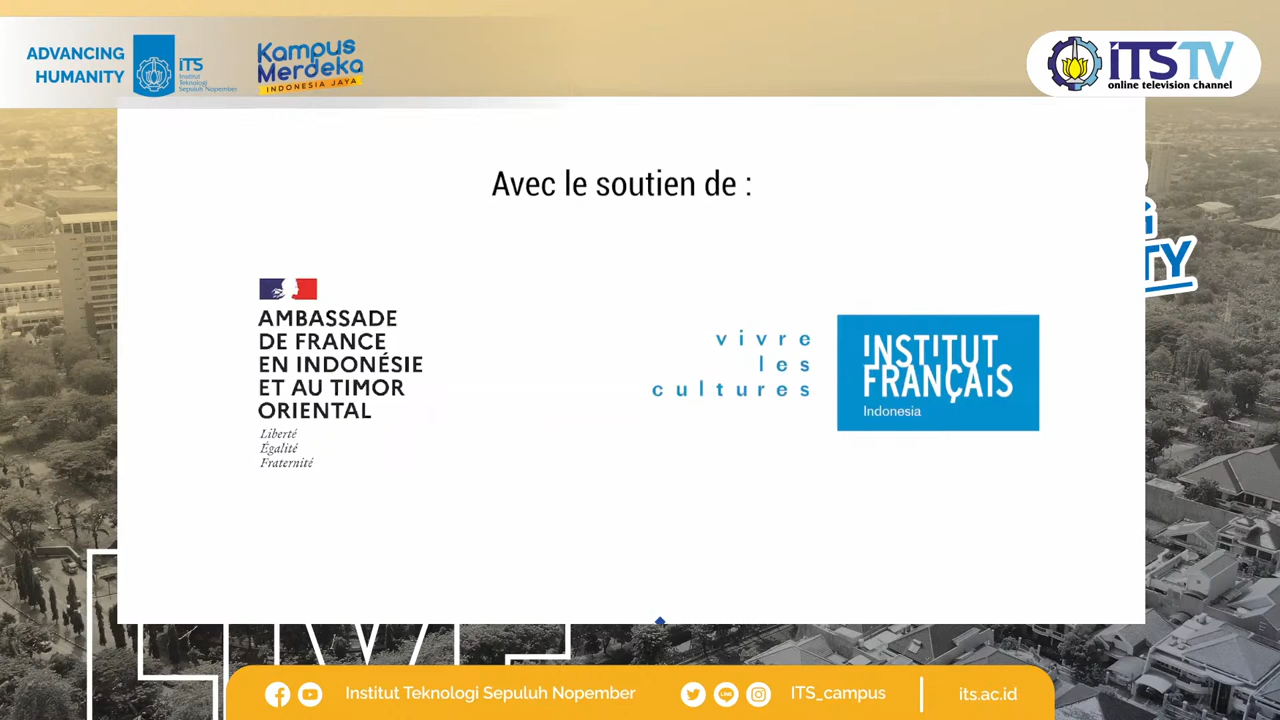 ADVANCING
HUMANITY
iTS
Institut
Teknologi
Sepuluh Nopember
Kampus
Merdeka
INDONESIA JAYA
iTSTV
online television channel
Avec le soutien de :
AMBASSADE
DE FRANCE
EN INDONÉSIE
ET AU TIMOR
ORIENTAL
Liberté
Égalité
Fraternité
vivre
les
cultures
INSTITUT
FRANÇAIS
Indonesia
Institut Teknologi Sepuluh Nopember
ITS_campus
its.ac.id